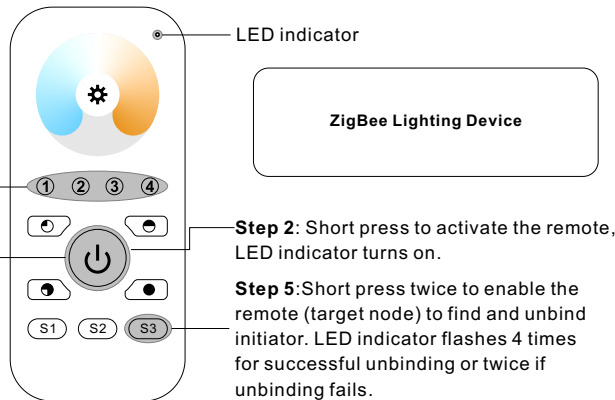 LED indicator
ZigBee Lighting Device
1 2 3 4
Step 2: Short press to activate the remote,
LED indicator turns on.
Step 5:Short press twice to enable the
remote (target node) to find and unbind
initiator. LED indicator flashes 4 times
for successful unbinding or twice if
unbinding fails.
S1 S2 S3